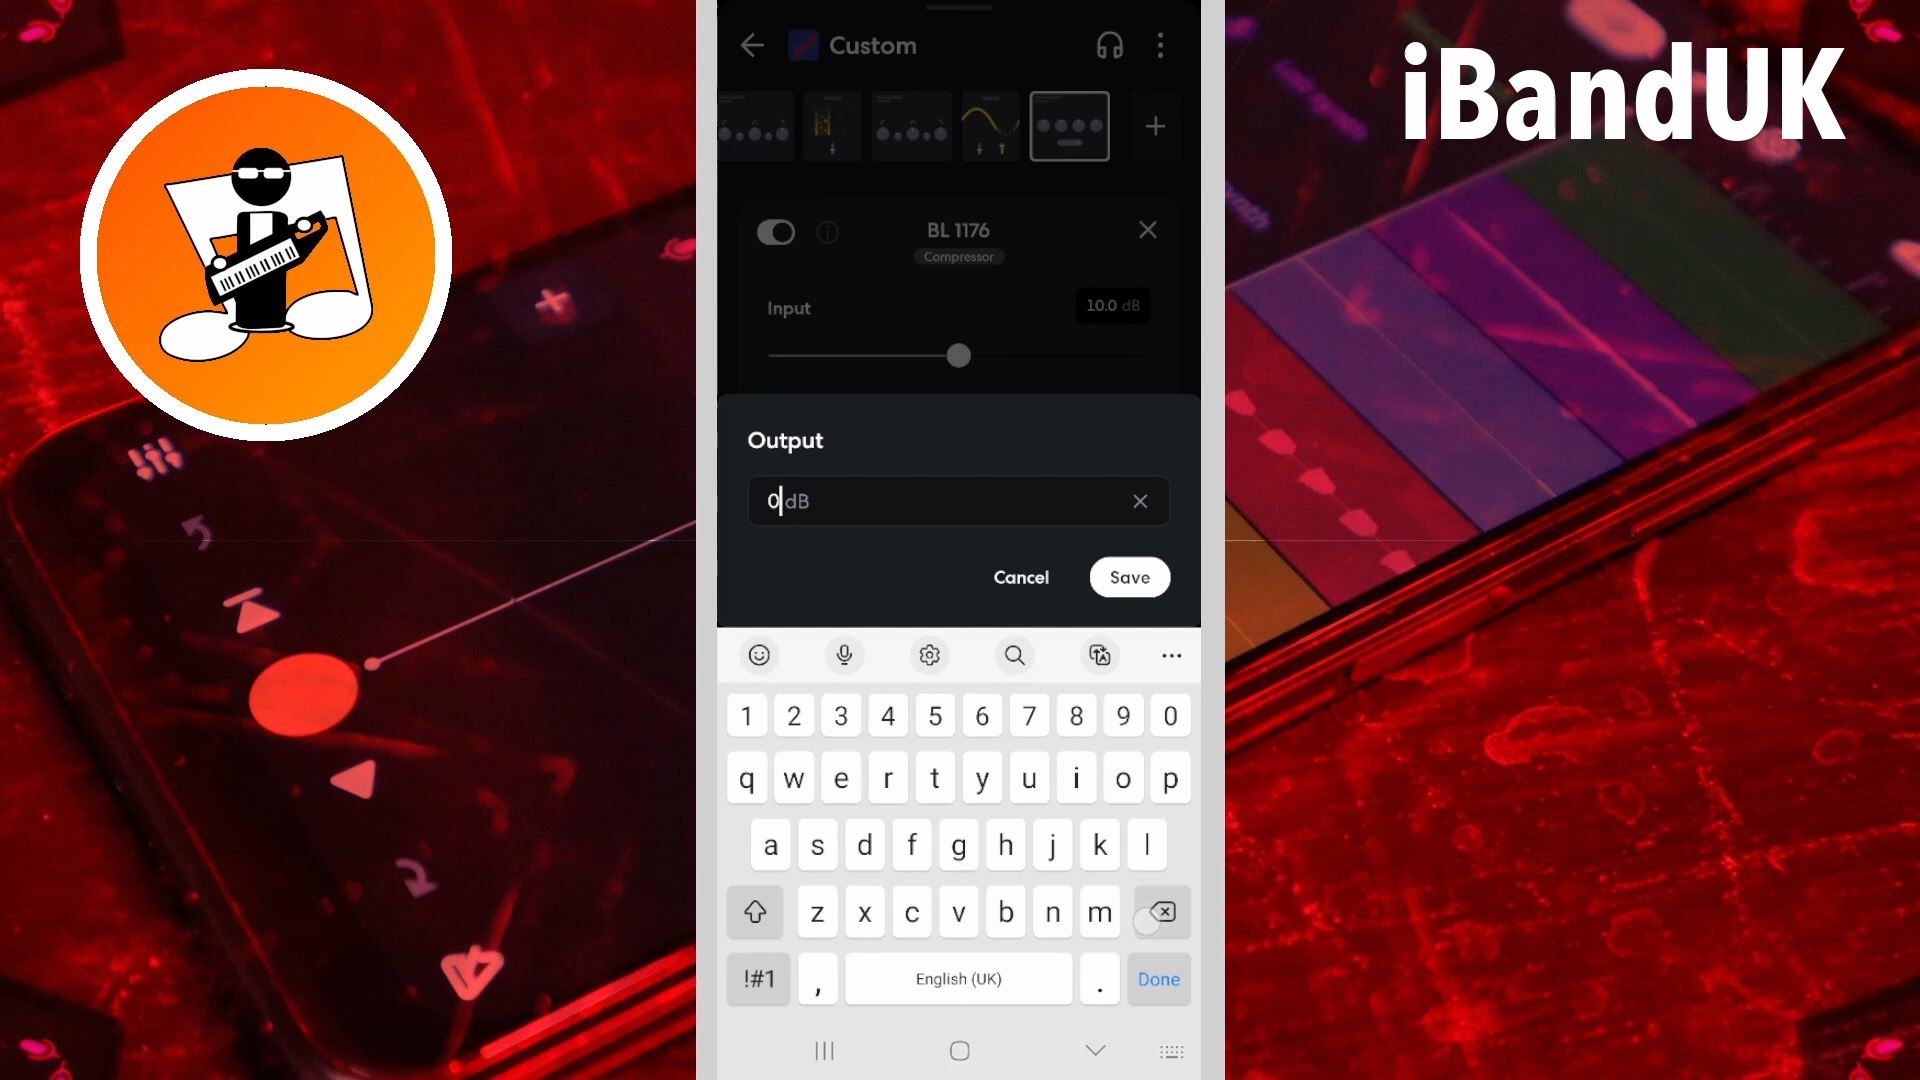 iBandUK
Custom
BL 1176
Compressor
Input
10.0 dB
Output
0 dB
Cancel
Save
1 2 3 4 5 6 7 8 9 0
q w e r t y u i o p
a s d f g h j k l
z x c v b n m
!#1 , English (UK) . Done